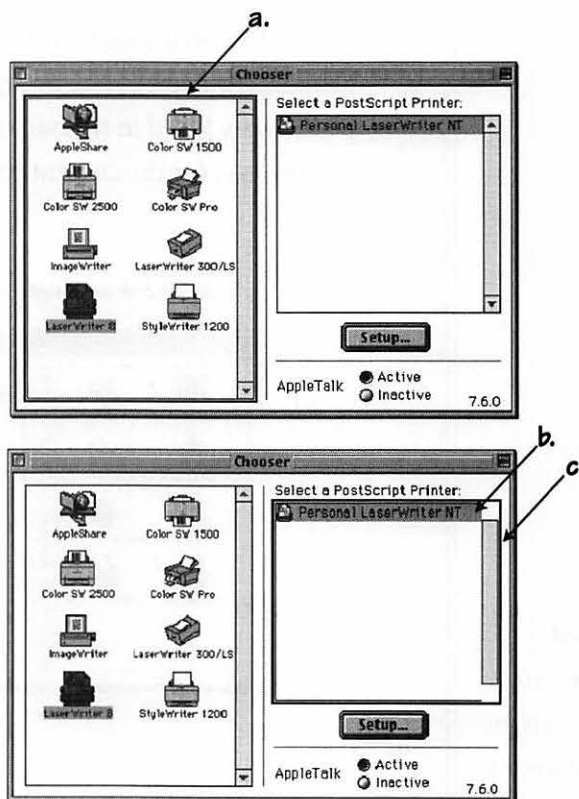 a.
Chooser
Select a PostScript Printer:
AppleShare
Color SW 1500
Personal LaserWriter NT
Color SW 2500
Color SW Pro
ImageWriter
LaserWriter 300/LS
LaserWriter 8
StyleWriter 1200
Setup...
AppleTalk
Active
Inactive
7.6.0
b.
c
Chooser
Select a PostScript Printer:
AppleShare
Color SW 1500
Personal LaserWriter NT
Color SW 2500
Color SW Pro
ImageWriter
LaserWriter 300/LS
LaserWriter 8
StyleWriter 1200
Setup...
AppleTalk
Active
Inactive
7.6.0